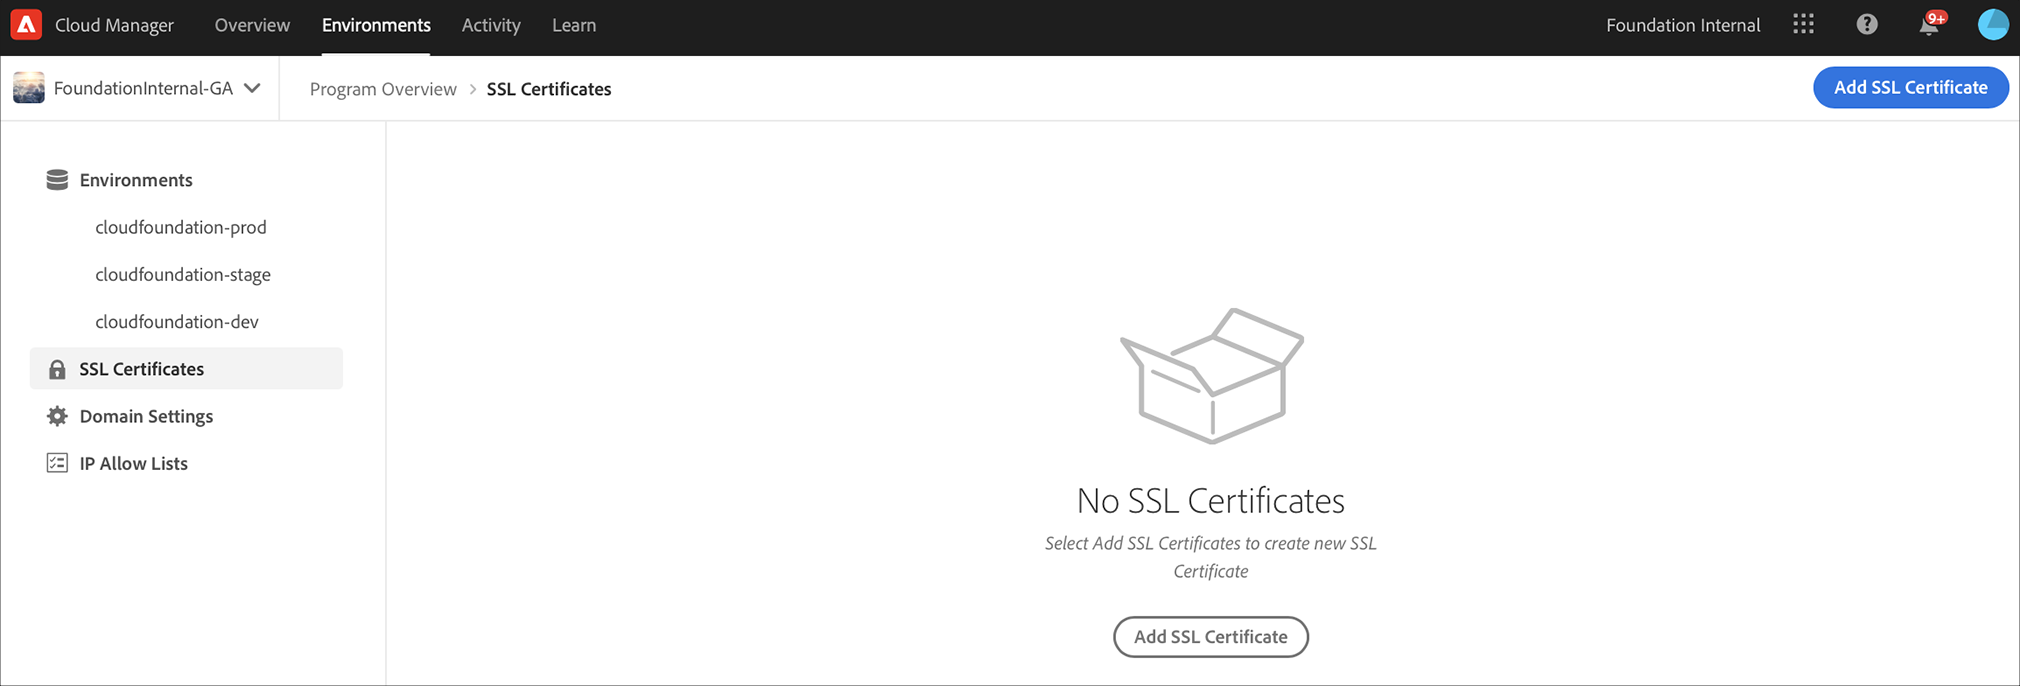 Cloud Manager Overview Environments Activity Learn Foundation Internal ? 9+
FoundationInternal-GA Program Overview > SSL Certificates Add SSL Certificate
Environments
cloudfoundation-prod
cloudfoundation-stage
cloudfoundation-dev
SSL Certificates
Domain Settings
IP Allow Lists
No SSL Certificates
Select Add SSL Certificates to create new SSL
Certificate
Add SSL Certificate